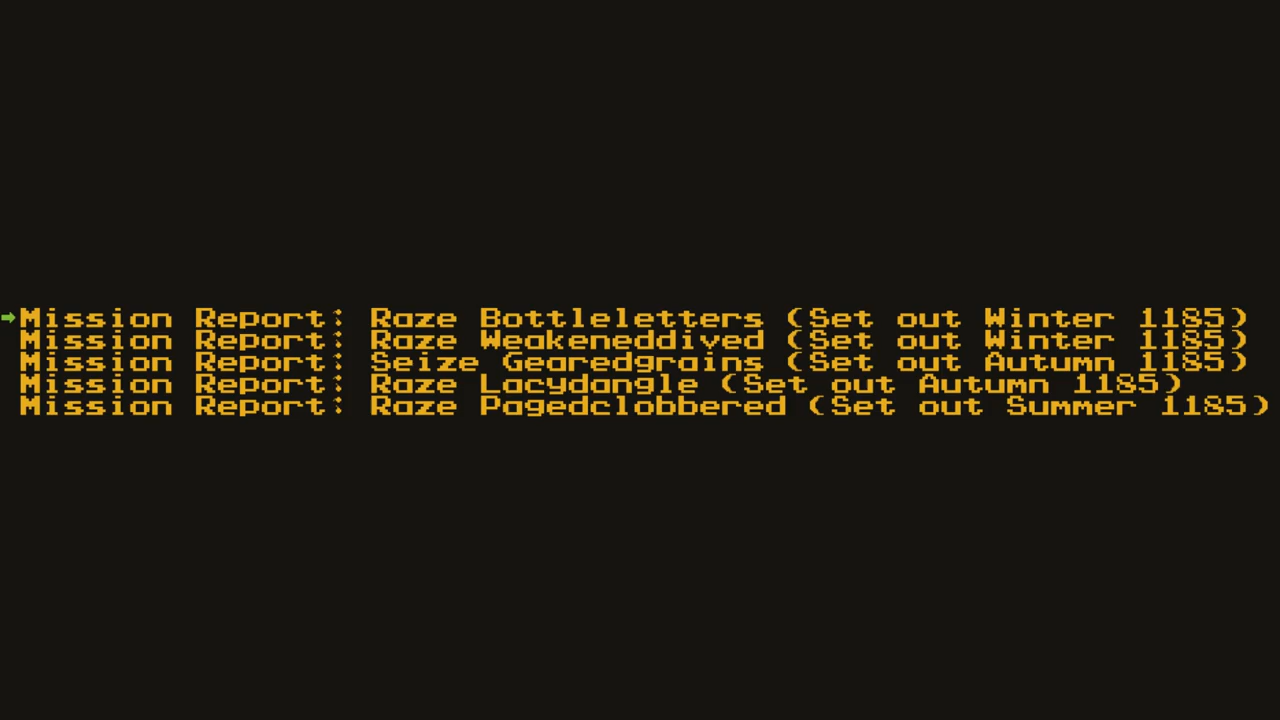 Mission Report: Raze Bottleletters (Set out Winter 1185)
Mission Report: Raze Weakeneddived (Set out Winter 1185)
Mission Report: Seize Gearedgrains (Set out Autumn 1185)
Mission Report: Raze Lacydangle (Set out Autumn 1185)
Mission Report: Raze Pagedclobbered (Set out Summer 1185)